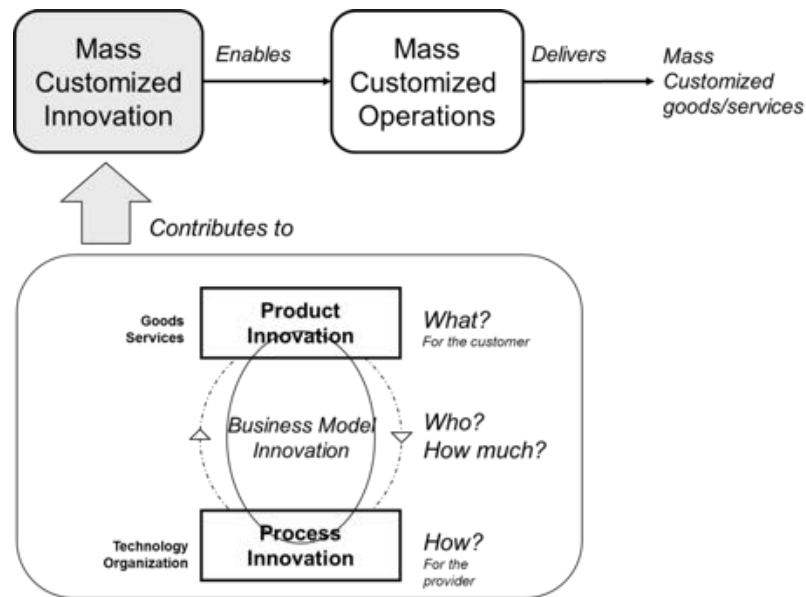 Mass
Customized
Innovation
Enables
Mass
Customized
Operations
Delivers
Mass
Customized
goods/services
Contributes to
Goods
Services
Product
Innovation
What?
For the customer
Business Model
Innovation
Who?
How much?
Technology
Organization
Process
Innovation
How?
For the
provider